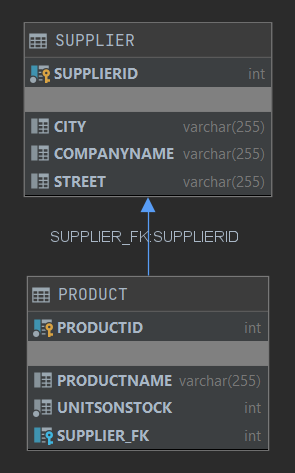 SUPPLIER
SUPPLIERID int
CITY varchar(255)
COMPANYNAME varchar(255)
STREET varchar(255)
SUPPLIER_FK:SUPPLIERID
PRODUCT
PRODUCTID int
PRODUCTNAME varchar(255)
UNITSONSTOCK int
SUPPLIER_FK int